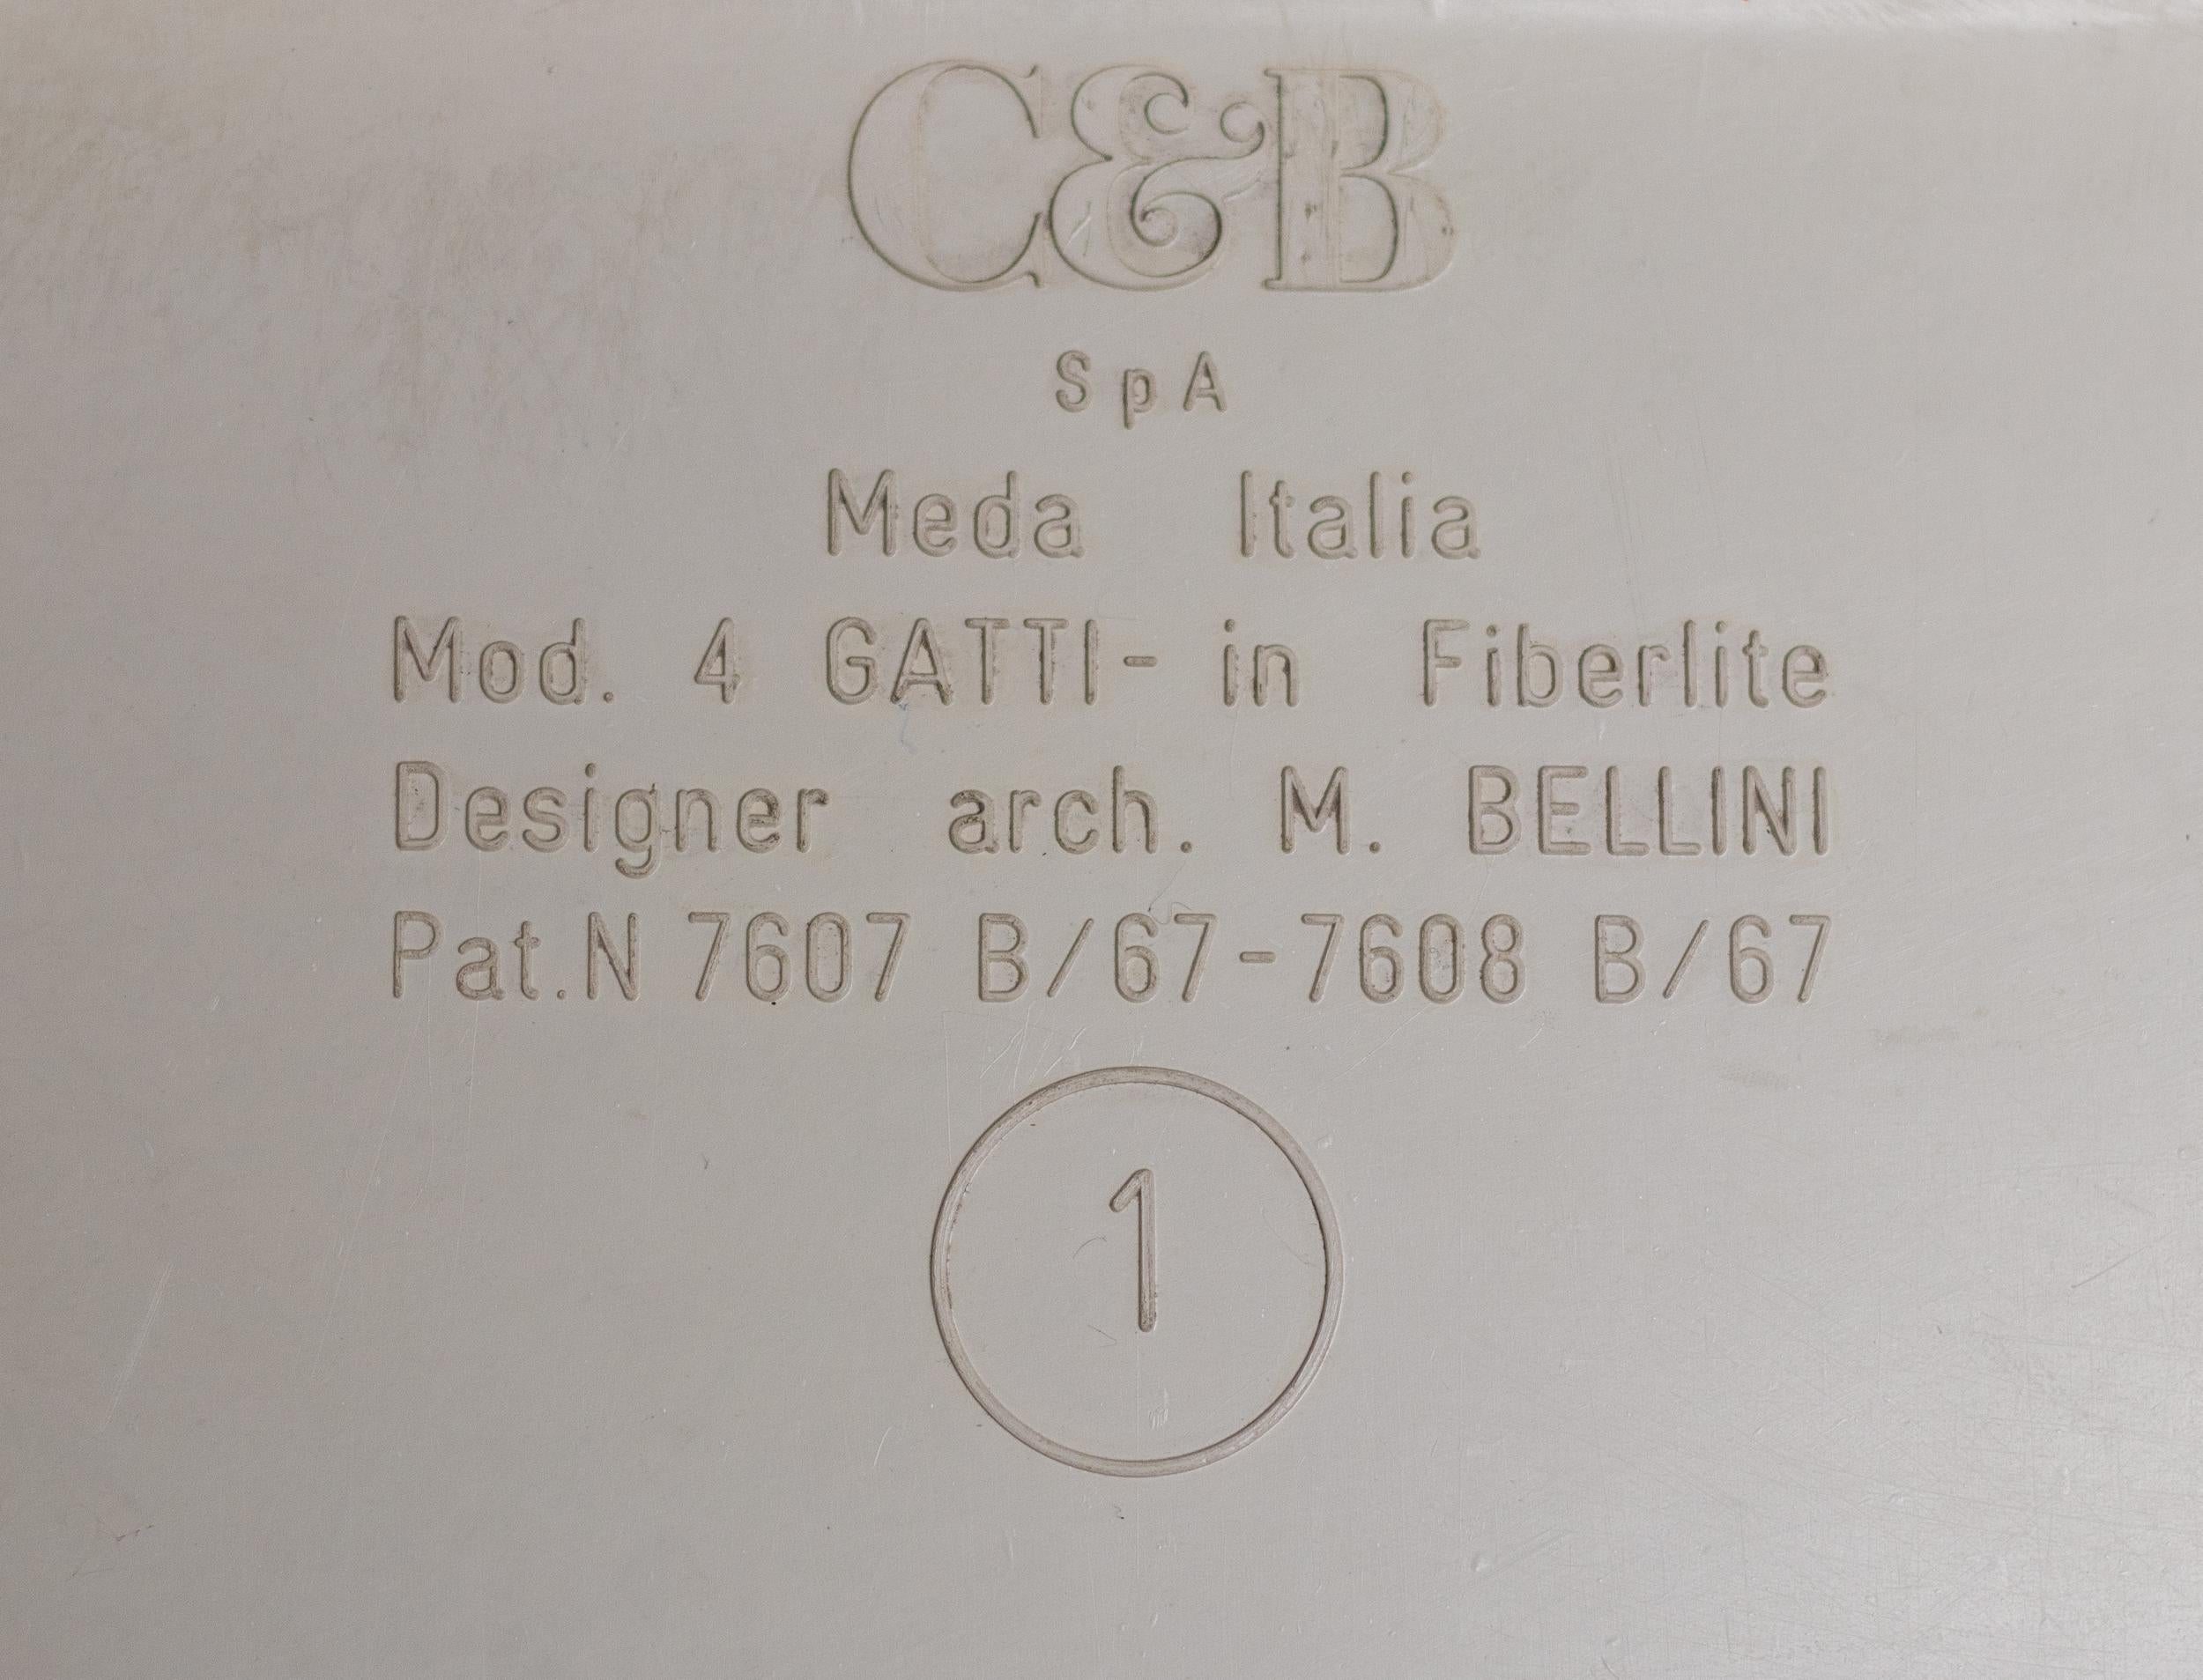 C&B
SpA
Meda Italia
Mod. 4 GATTI- in Fiberlite
Designer arch. M. BELLINI
Pat.N 7607 B/67-7608 B/67
1